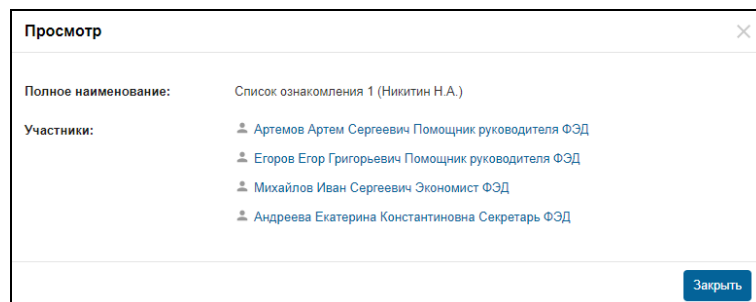 Просмотр
Полное наименование: Список ознакомления 1 (Никитин Н.А.)
Участники: Артемов Артем Сергеевич Помощник руководителя ФЭД
Егоров Егор Григорьевич Помощник руководителя ФЭД
Михайлов Иван Сергеевич Экономист ФЭД
Андреева Екатерина Константиновна Секретарь ФЭД
Закрыть